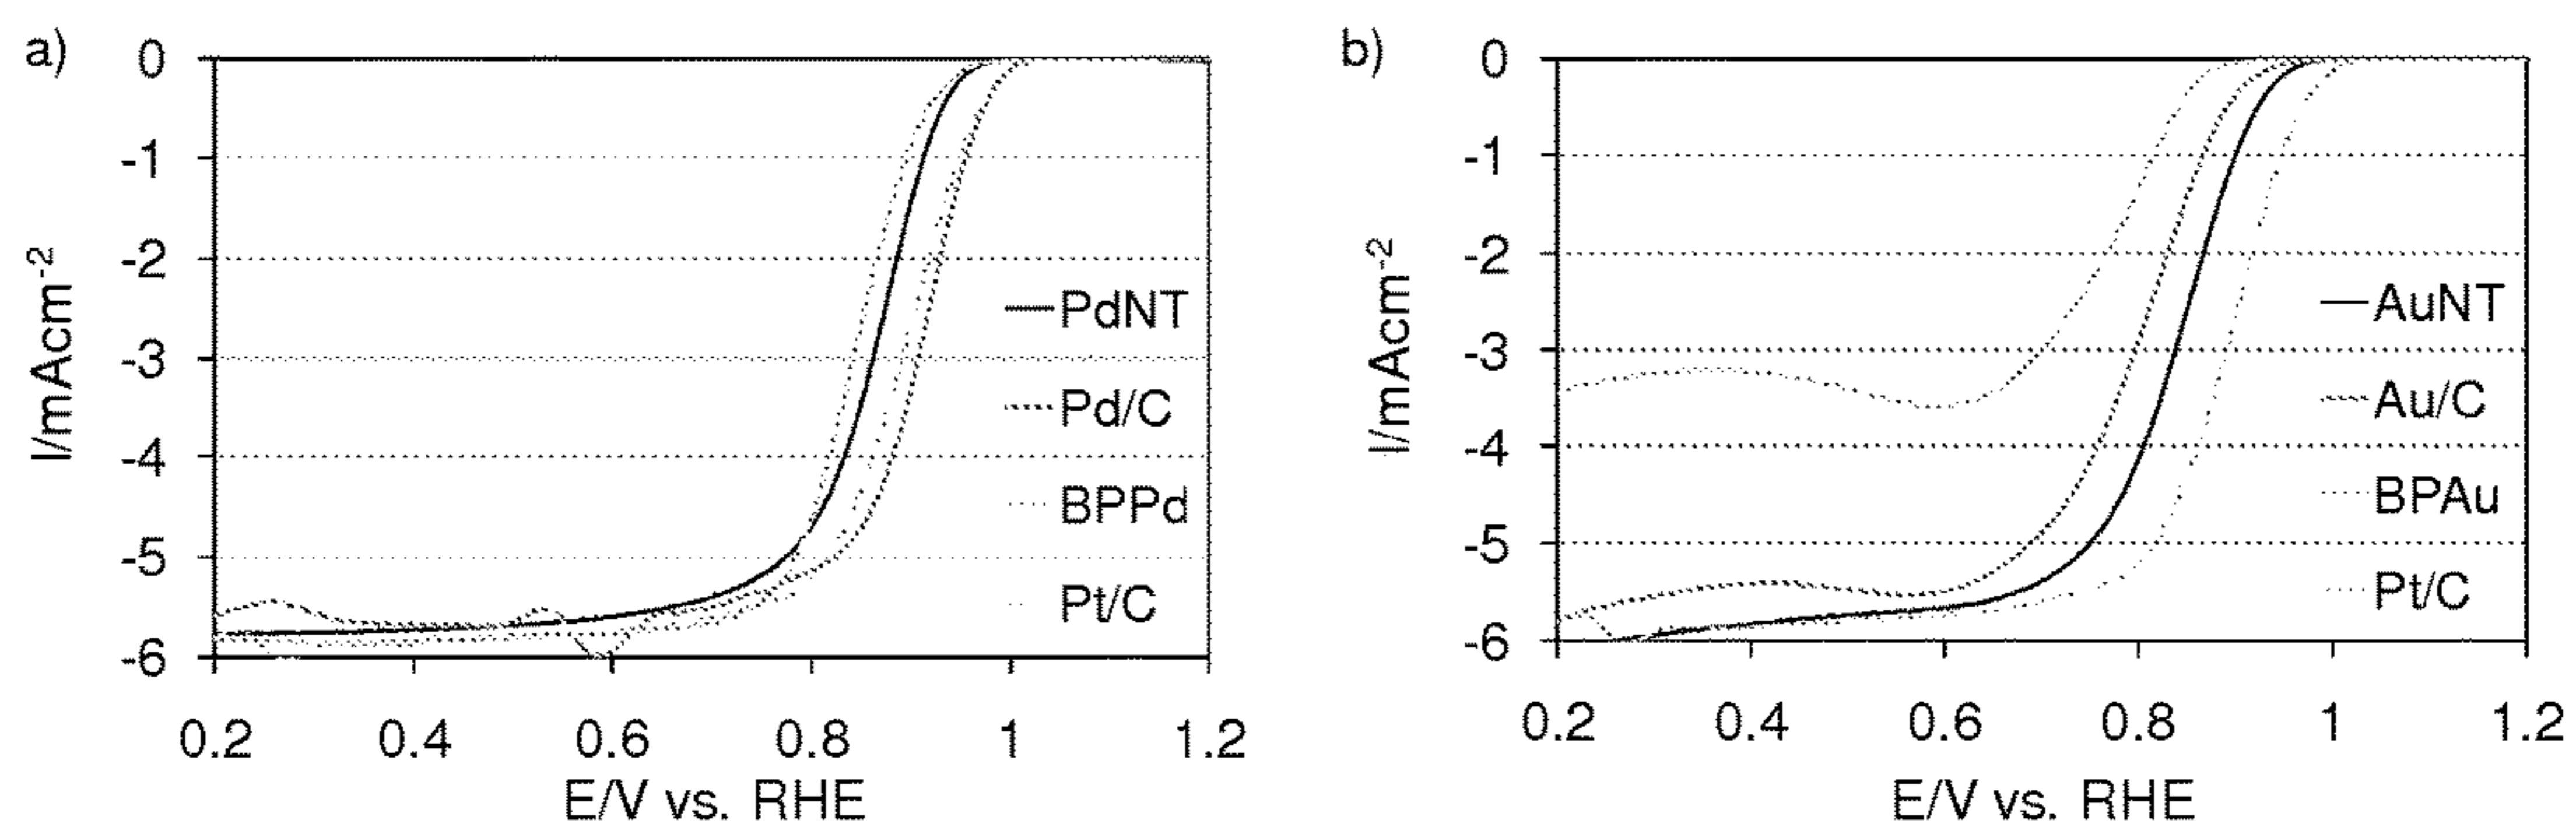 a)
0
-1
-2
-3
-4
-5
-6
I/mAcm-2
PdNT
Pd/C
BPPd
Pt/C
0.2 0.4 0.6 0.8 1 1.2
E/V vs. RHE
b)
0
-1
-2
-3
-4
-5
-6
I/mAcm-2
AuNT
Au/C
BPAu
Pt/C
0.2 0.4 0.6 0.8 1 1.2
E/V vs. RHE